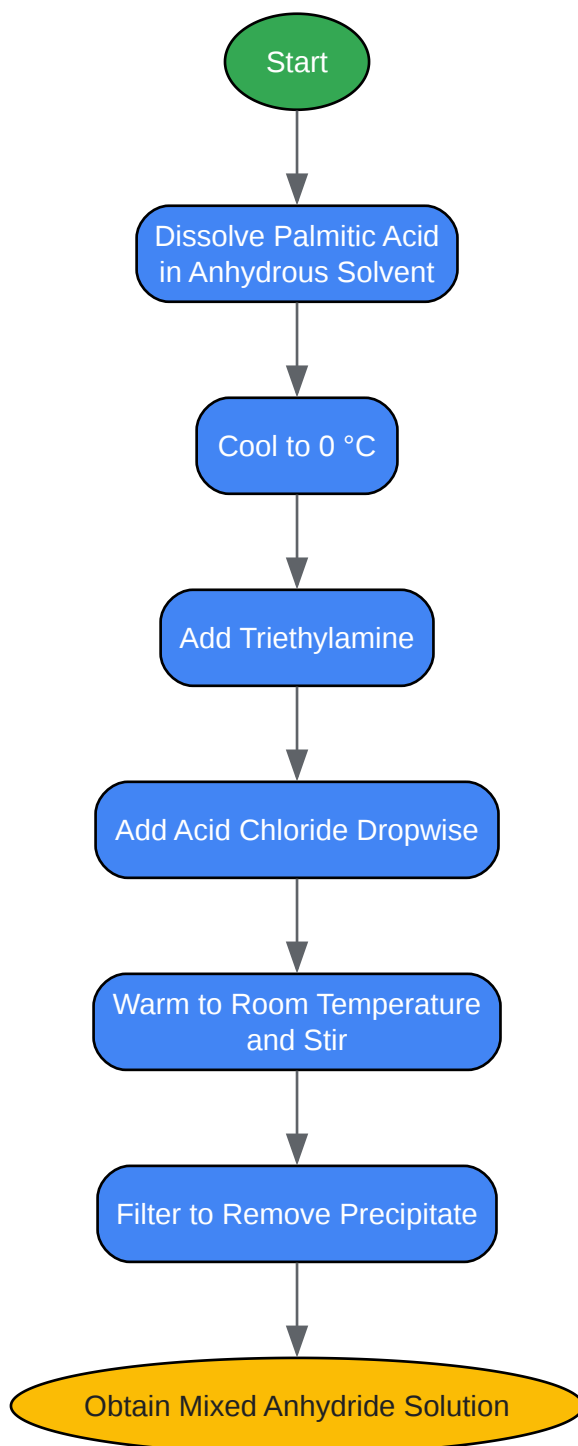 Start
Dissolve Palmitic Acid
in Anhydrous Solvent
Cool to 0 °C
Add Triethylamine
Add Acid Chloride Dropwise
Warm to Room Temperature
and Stir
Filter to Remove Precipitate
Obtain Mixed Anhydride Solution